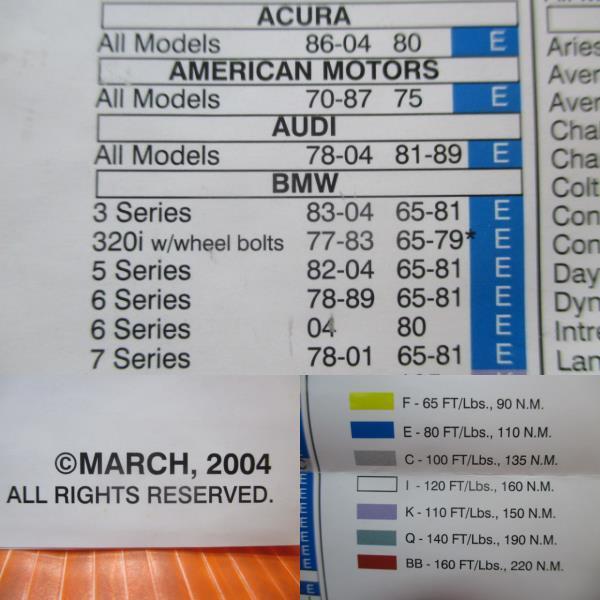 ACURA
All Models 86-04 80 E
AMERICAN MOTORS
All Models 70-87 75 E
AUDI
All Models 78-04 81-89 E
BMW
3 Series 83-04 65-81 E
320i w/wheel bolts 77-83 65-79* E
5 Series 82-04 65-81 E
6 Series 78-89 65-81 E
6 Series 04 80 E
7 Series 78-01 65-81 E
Aries
Aven
Aven
Chal
Colt
Con
Con
Day
Dyn
Intre
Lan
©MARCH, 2004
ALL RIGHTS RESERVED.
F - 65 FT/Lbs., 90 N.M.
E - 80 FT/Lbs., 110 N.M.
C - 100 FT/Lbs., 135 N.M.
I - 120 FT/Lbs., 160 N.M.
K - 110 FT/Lbs., 150 N.M.
Q - 140 FT/Lbs., 190 N.M.
BB - 160 FT/Lbs., 220 N.M.
E
E
E
E
E
E